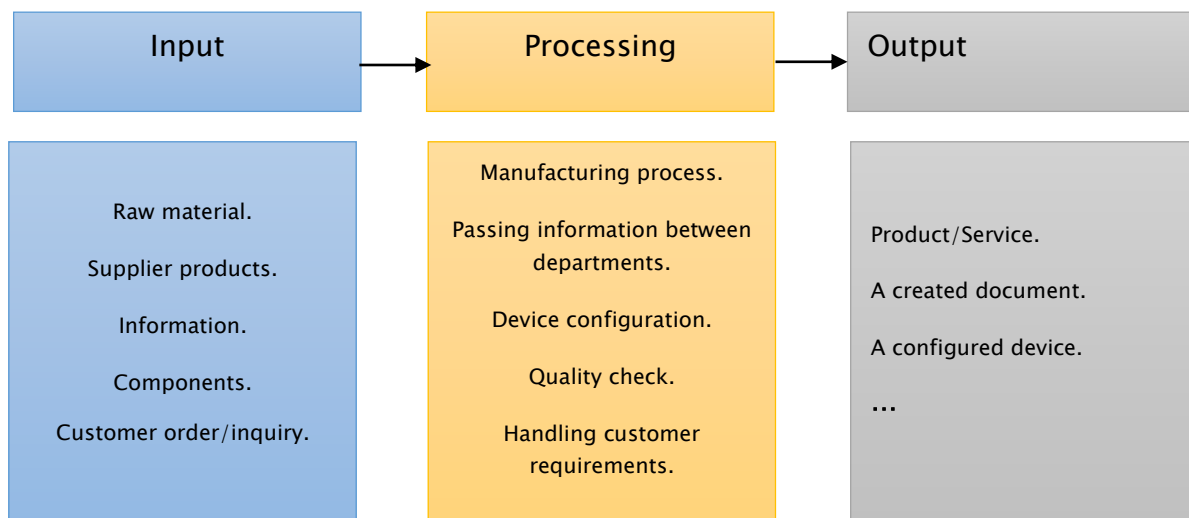 Input
Processing
Output
Raw material.
Supplier products.
Information.
Components.
Customer order/inquiry.
Manufacturing process.
Passing information between
departments.
Device configuration.
Quality check.
Handling customer
requirements.
Product/Service.
A created document.
A configured device.
...